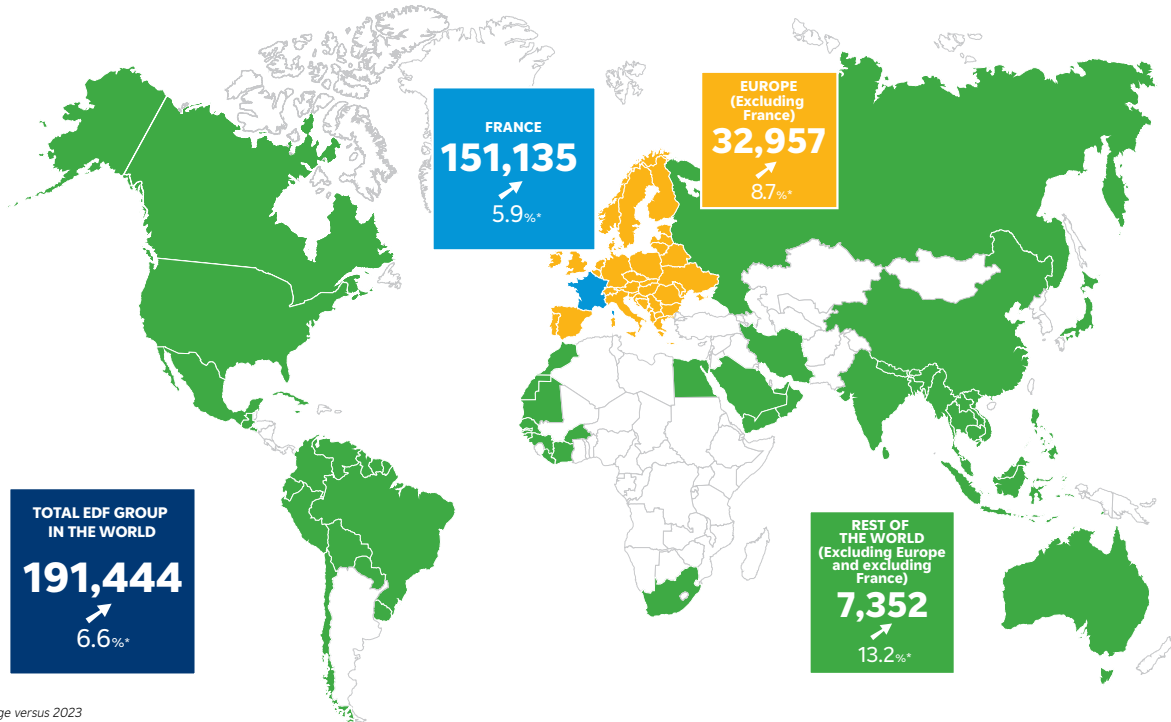 FRANCE
151,135
5.9%*
EUROPE
(Excluding
France)
32,957
8.7%*
TOTAL EDF GROUP
IN THE WORLD
191,444
6.6%*
REST OF
THE WORLD
(Excluding Europe
and excluding
France)
7,352
13.2%*
versus 2023